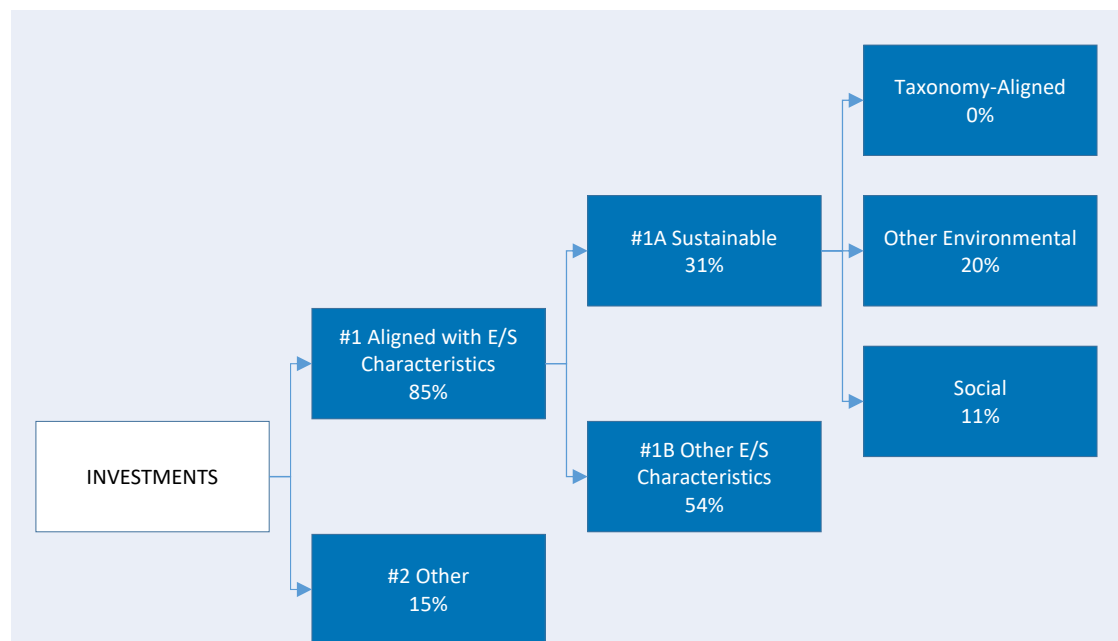 INVESTMENTS
#1 Aligned with E/S
Characteristics
85%
#2 Other
15%
#1A Sustainable
31%
#1B Other E/S
Characteristics
54%
Taxonomy-Aligned
0%
Other Environmental
20%
Social
11%